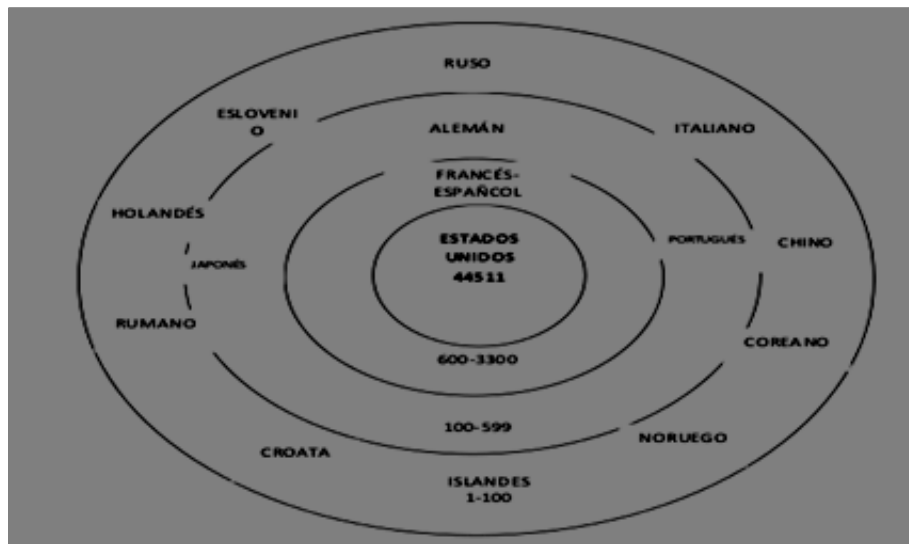 RUSO
ESLOVENI
O
ALEMÁN
ITALIANO
FRANCÉS-
ESPAÑCOL
HOLANDÉS
ESTADOS
UNIDOS
44511
PORTUGUÉS
CHINO
JAPONÉS
RUMANO
COREANO
600-3300
100-599
NORUEGO
CROATA
ISLANDES
1-100